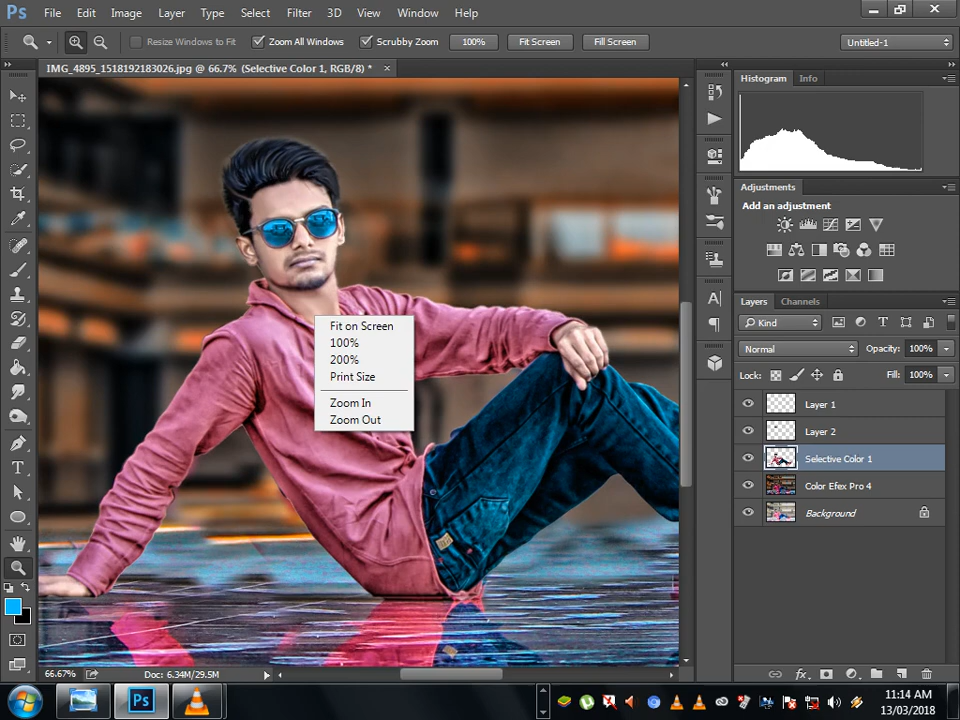 Ps File Edit Image Layer Type Select Filter 3D View Window Help
Resize Windows to Fit Zoom All Windows Scrubby Zoom 100% Fit Screen Fill Screen Untitled-1
IMG_4895_1518192183026.jpg @ 66.7% (Selective Color 1, RGB/8) * ×
Histogram Info
Adjustments
Add an adjustment
Layers Channels
Kind
Normal Opacity: 100%
Lock: Fill: 100%
Layer 1
Layer 2
Selective Color 1
Color Efex Pro 4
Background
Fit on Screen
100%
200%
Print Size
Zoom In
Zoom Out
66.67% Doc: 6.34M/29.5M
Ps
11:14 AM
13/03/2018